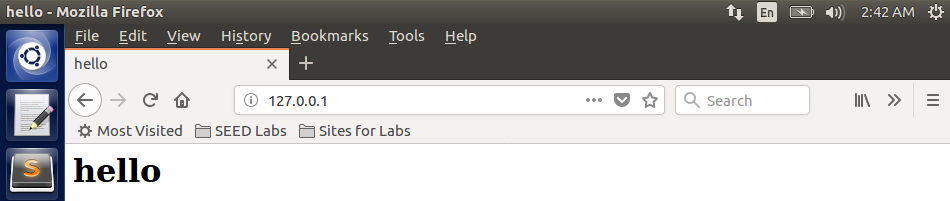 hello - Mozilla Firefox En 2:42 AM
File Edit View History Bookmarks Tools Help
hello
127.0.0.1 Search
Most Visited SEED Labs Sites for Labs
hello